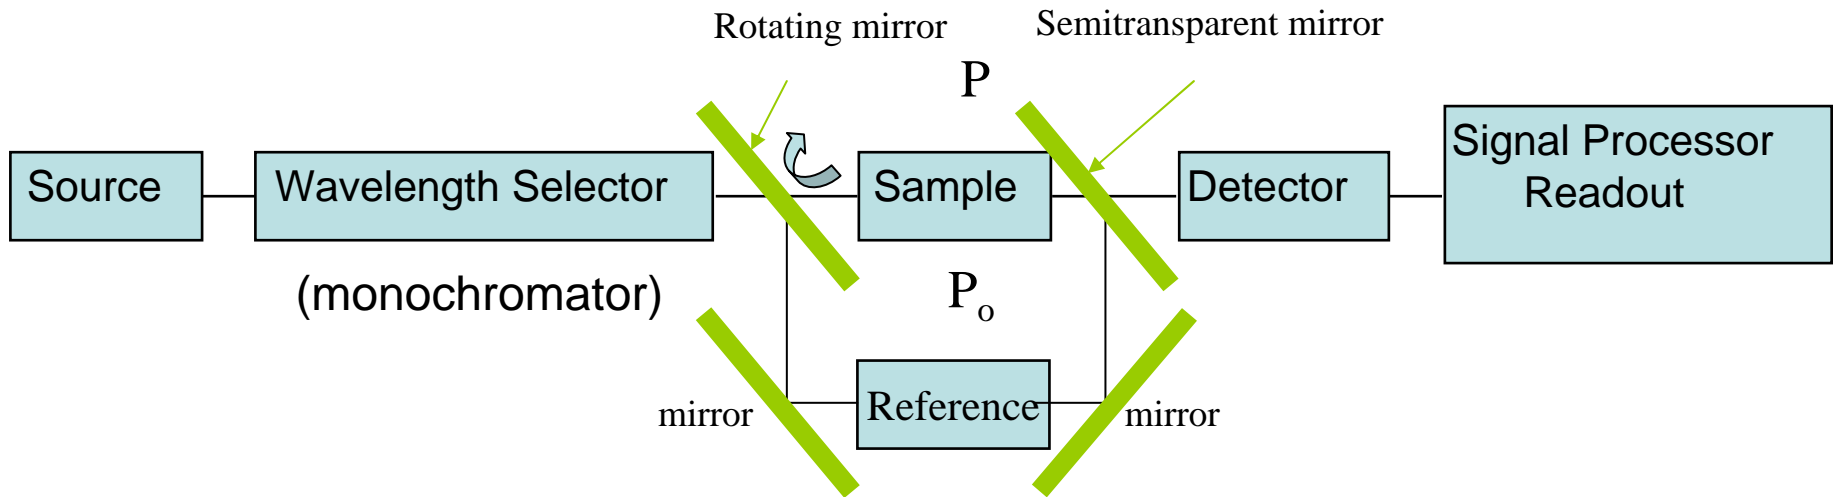 Rotating mirror
Semitransparent mirror
P
Source
Wavelength Selector
Sample
Detector
Signal Processor
Readout
(monochromator)
Pₒ
mirror
Reference
mirror